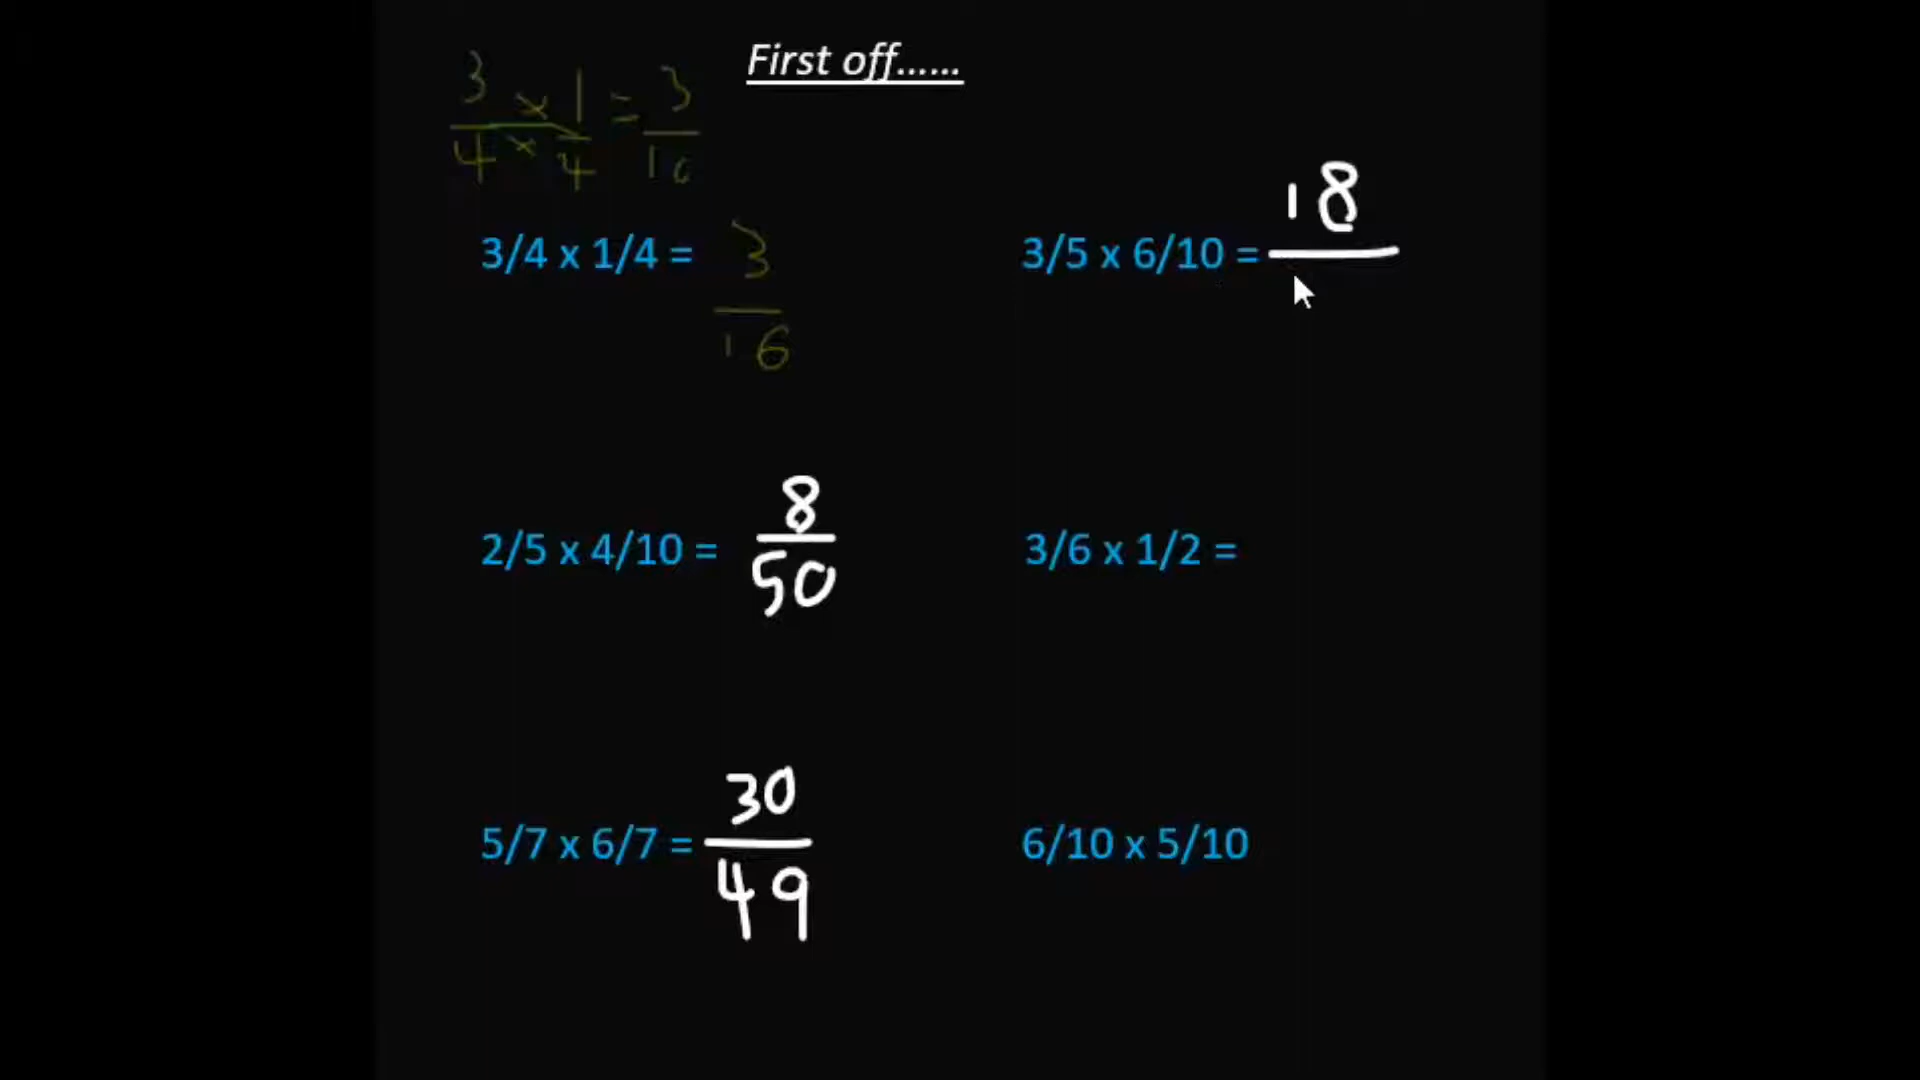 First off......
3 x 1 = 3
4 x 4 16
3/4 x 1/4 = 3
16
18
3/5 x 6/10 =
8
2/5 x 4/10 =
50
3/6 x 1/2 =
30
5/7 x 6/7 =
49
6/10 x 5/10